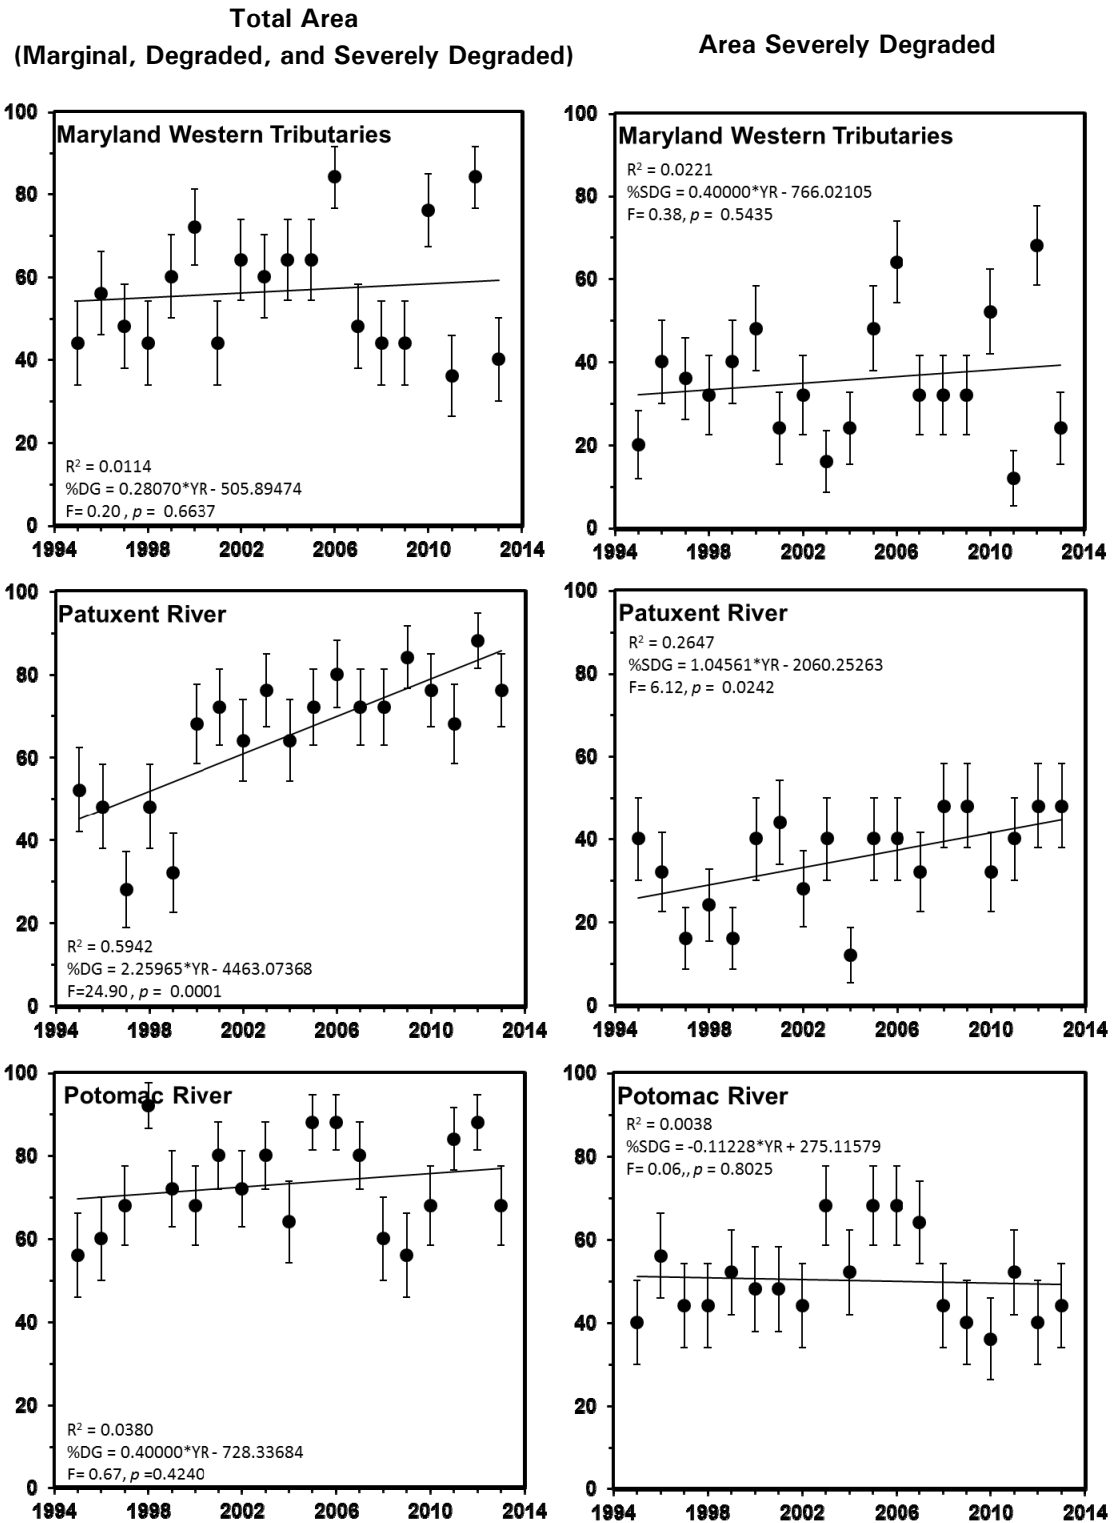 Total Area
(Marginal, Degraded, and Severely Degraded)
Area Severely Degraded
Maryland Western Tributaries
100
80
60
40
20
0
R² = 0.0114
%DG = 0.28070*YR - 505.89474
F= 0.20 , p = 0.6637
1994 1998 2002 2006 2010 2014
Maryland Western Tributaries
R² = 0.0221
%SDG = 0.40000*YR - 766.02105
F= 0.38, p = 0.5435
100
80
60
40
20
0
1994 1998 2002 2006 2010 2014
Patuxent River
100
80
60
40
20
0
R² = 0.5942
%DG = 2.25965*YR - 4463.07368
F=24.90 , p = 0.0001
1994 1998 2002 2006 2010 2014
Patuxent River
R² = 0.2647
%SDG = 1.04561*YR - 2060.25263
F= 6.12, p = 0.0242
100
80
60
40
20
0
1994 1998 2002 2006 2010 2014
Potomac River
100
80
60
40
20
0
R² = 0.0380
%DG = 0.40000*YR - 728.33684
F= 0.67, p =0.4240
1994 1998 2002 2006 2010 2014
Potomac River
R² = 0.0038
%SDG = -0.11228*YR + 275.11579
F= 0.06,, p = 0.8025
100
80
60
40
20
0
1994 1998 2002 2006 2010 2014